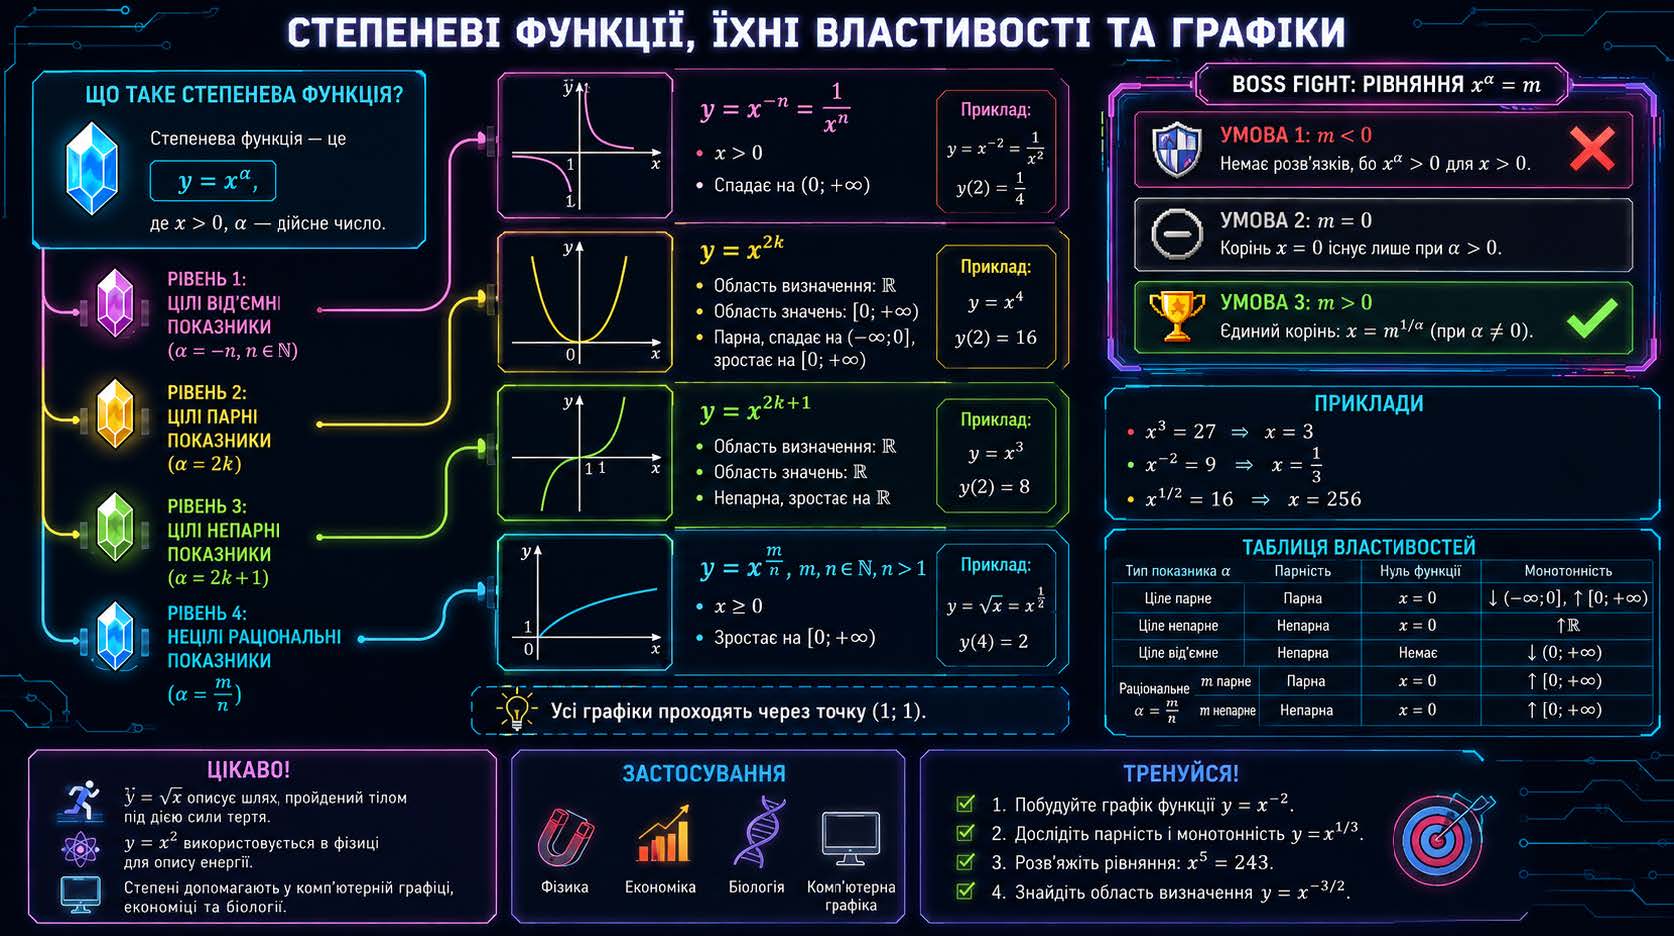 СТЕПЕНЕВІ ФУНКЦІЇ, ЇХНІ ВЛАСТИВОСТІ ТА ГРАФІКИ
ЩО ТАКЕ СТЕПЕНЕВА ФУНКЦІЯ?
Степенева функція — це
y = x^α,
де x > 0, α — дійсне число.
РІВЕНЬ 1:
ЦІЛІ ВІД'ЄМНІ
ПОКАЗНИКИ
(α = −n, n ∈ ℕ)
РІВЕНЬ 2:
ЦІЛІ ПАРНІ
ПОКАЗНИКИ
(α = 2k)
РІВЕНЬ 3:
ЦІЛІ НЕПАРНІ
ПОКАЗНИКИ
(α = 2k+1)
РІВЕНЬ 4:
НЕЦІЛІ РАЦІОНАЛЬНІ
ПОКАЗНИКИ
(α = m/n)
ÿ
1
x
1
y = x^−n = 1/x^n
• x > 0
• Спадає на (0; +∞)
Приклад:
y = x^−2 = 1/x^2
y(2) = 1/4
y
0
x
y = x^2k
• Область визначення: ℝ
• Область значень: [0; +∞)
• Парна, спадає на (−∞;0],
зростає на [0; +∞)
Приклад:
y = x^4
y(2) = 16
y
1 1
x
y = x^2k+1
• Область визначення: ℝ
• Область значень: ℝ
• Непарна, зростає на ℝ
Приклад:
y = x^3
y(2) = 8
y
1
0
x
y = x^m/n, m, n ∈ ℕ, n > 1
• x ≥ 0
• Зростає на [0; +∞)
Приклад:
y = √x = x^1/2
y(4) = 2
Усі графіки проходять через точку (1; 1).
BOSS FIGHT: РІВНЯННЯ x^α = m
УМОВА 1: m < 0
Немає розв'язків, бо x^α > 0 для x > 0.
УМОВА 2: m = 0
Корінь x = 0 існує лише при α > 0.
УМОВА 3: m > 0
Єдиний корінь: x = m^1/α (при α ≠ 0).
ПРИКЛАДИ
• x^3 = 27 ⇒ x = 3
• x^−2 = 9 ⇒ x = 1/3
• x^1/2 = 16 ⇒ x = 256
ТАБЛИЦЯ ВЛАСТИВОСТЕЙ
Тип показника α Парність Нуль функції Монотонність
Ціле парне Парна x = 0 ↓ (−∞;0], ↑ [0; +∞)
Ціле непарне Непарна x = 0 ↑ℝ
Ціле від'ємне Непарна Немає ↓ (0; +∞)
Раціональне α = m/n m парне Парна x = 0 ↑ [0; +∞)
m непарне Непарна x = 0 ↑ [0; +∞)
ЦІКАВО!
ÿ = √x описує шлях, пройдений тілом
під дією сили тертя.
y = x^2 використовується в фізиці
для опису енергії.
Степені допомагають у комп'ютерній графіці,
економіці та біології.
ЗАСТОСУВАННЯ
Фізика
Економіка
Біологія
Комп'ютерна
графіка
ТРЕНУЙСЯ!
1. Побудуйте графік функції y = x^−2.
2. Дослідіть парність і монотонність y = x^1/3.
3. Розв'яжіть рівняння: x^5 = 243.
4. Знайдіть область визначення y = x^−3/2.